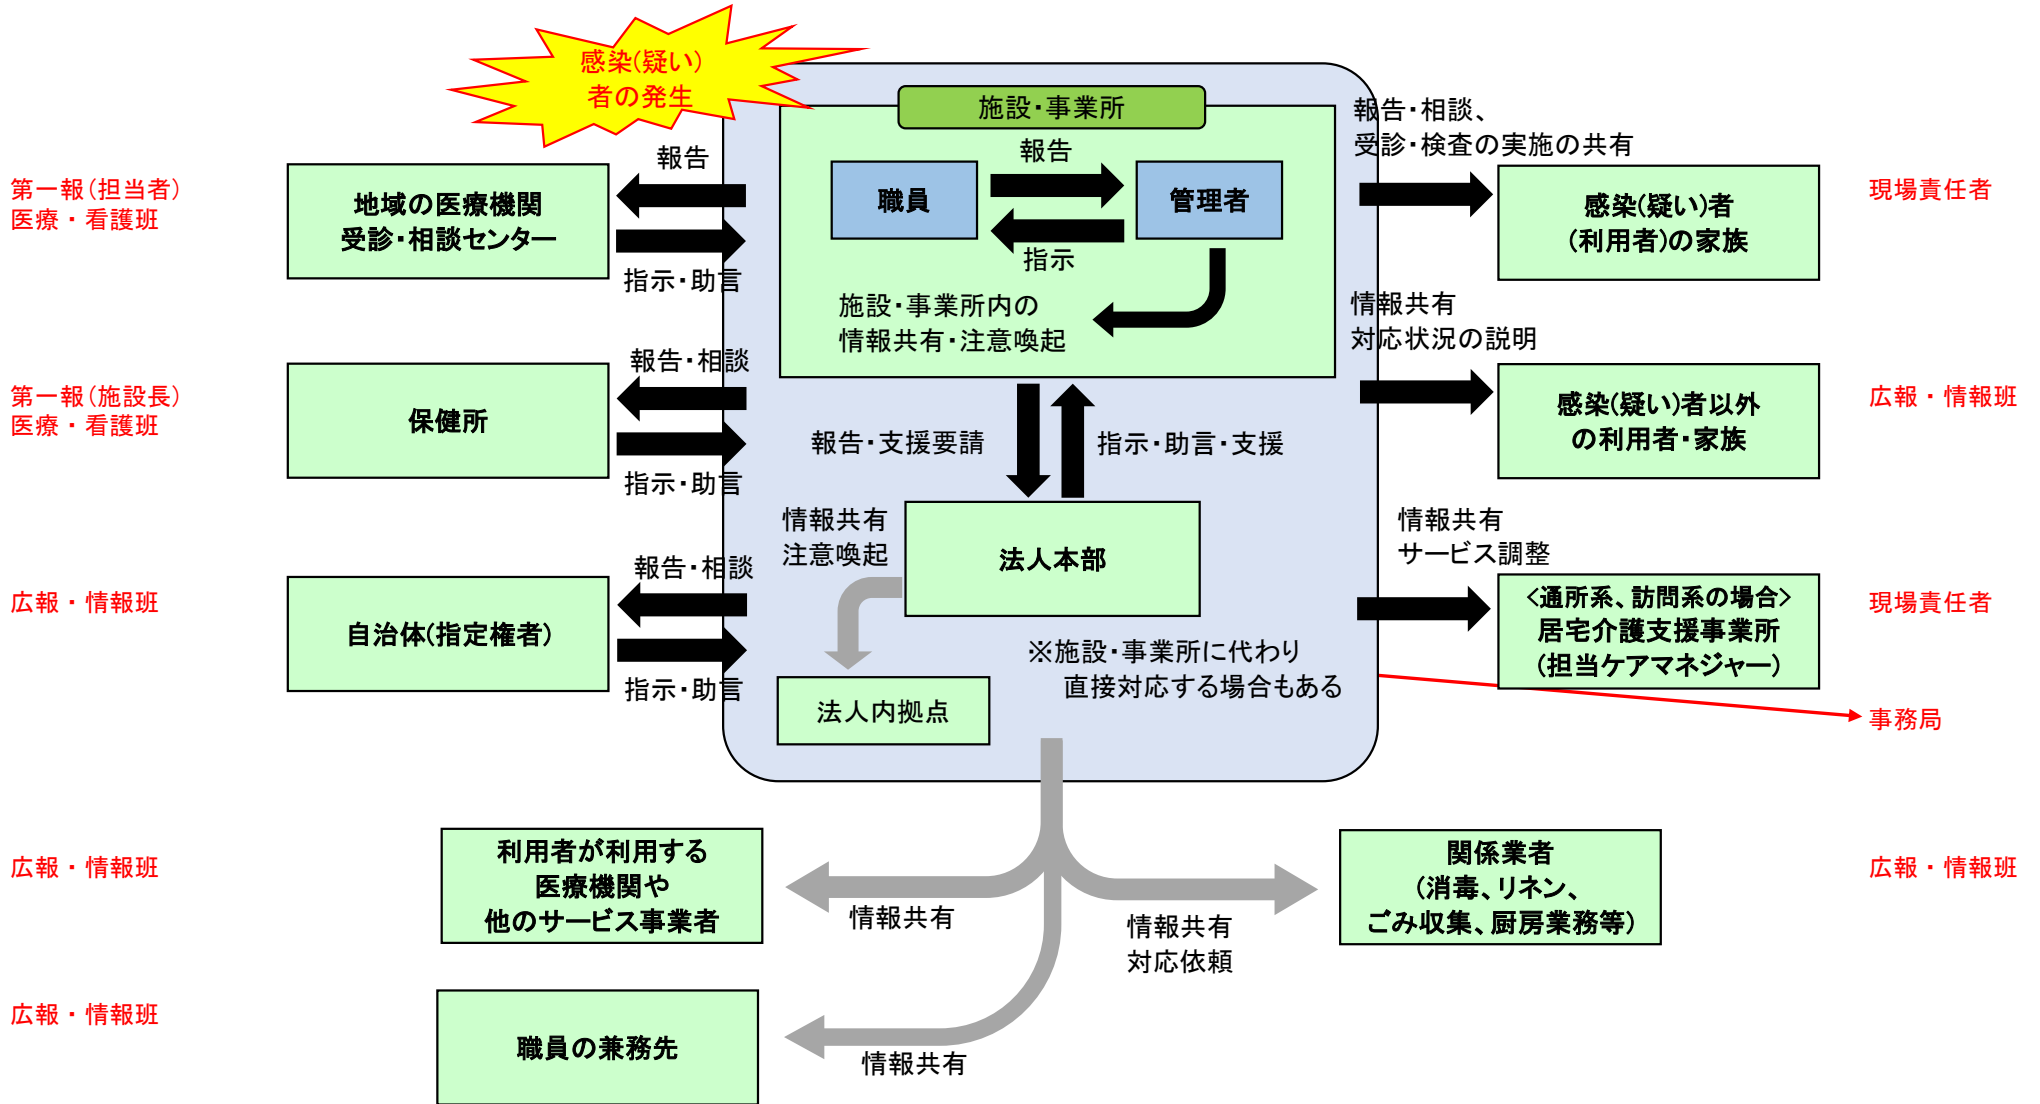 感染(疑い)
者の発生
施設・事業所
報告
職員
管理者
指示
施設・事業所内の
情報共有・注意喚起
第一報(担当者)
医療・看護班
地域の医療機関
受診・相談センター
報告
指示・助言
報告・相談、
受診・検査の実施の共有
感染(疑い)者
(利用者)の家族
現場責任者
第一報(施設長)
医療・看護班
保健所
報告・相談
指示・助言
情報共有
対応状況の説明
感染(疑い)者以外
の利用者・家族
広報・情報班
報告・支援要請
指示・助言・支援
法人本部
情報共有
注意喚起
法人内拠点
※施設・事業所に代わり
直接対応する場合もある
広報・情報班
自治体(指定権者)
報告・相談
指示・助言
情報共有
サービス調整
<通所系、訪問系の場合>
居宅介護支援事業所
(担当ケアマネジャー)
現場責任者
事務局
広報・情報班
利用者が利用する
医療機関や
他のサービス事業者
情報共有
情報共有
対応依頼
関係業者
(消毒、リネン、
ごみ収集、厨房業務等)
広報・情報班
広報・情報班
職員の兼務先
情報共有